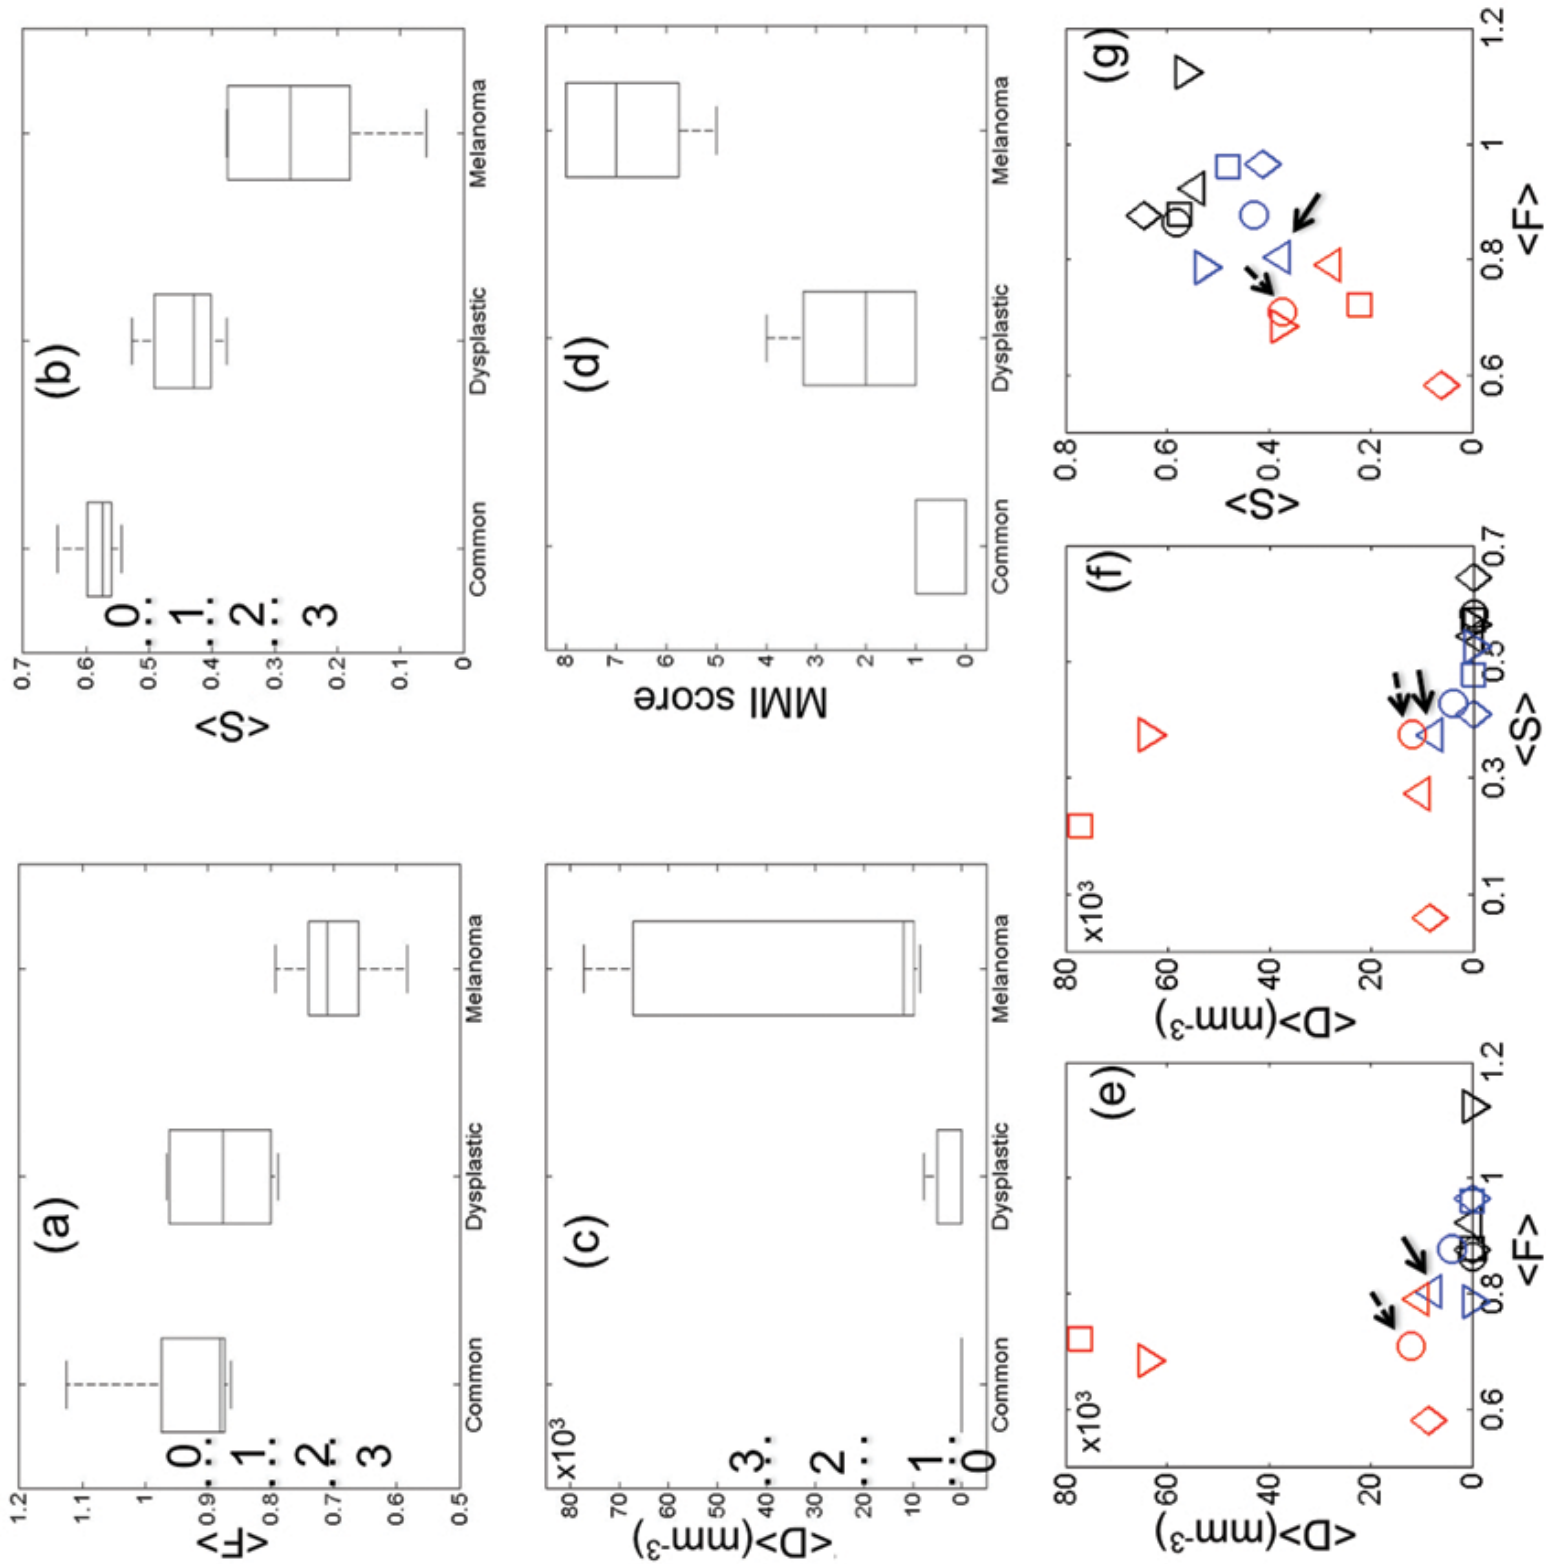 (a)
1.2
1.1
1
0.9
0.8
0.7
0.6
0.5
<F>
0
1
2
3
Common
Dysplastic
Melanoma
(b)
0.7
0.6
0.5
0.4
0.3
0.2
0.1
0
<S>
0
1
2
3
Common
Dysplastic
Melanoma
(c)
x10³
80
70
60
50
40
30
20
10
0
<D>(mm⁻³)
3
2
1
0
Common
Dysplastic
Melanoma
(d)
8
7
6
5
4
3
2
1
0
MMI score
Common
Dysplastic
Melanoma
(e)
x10³
80
60
40
20
0
<D>(mm⁻³)
0.6
0.8
1
1.2
<F>
(f)
x10³
80
60
40
20
0
<D>(mm⁻³)
0.1
0.3
0.5
0.7
<S>
(g)
0.8
0.6
0.4
0.2
0
<S>
0.6
0.8
1
1.2
<F>